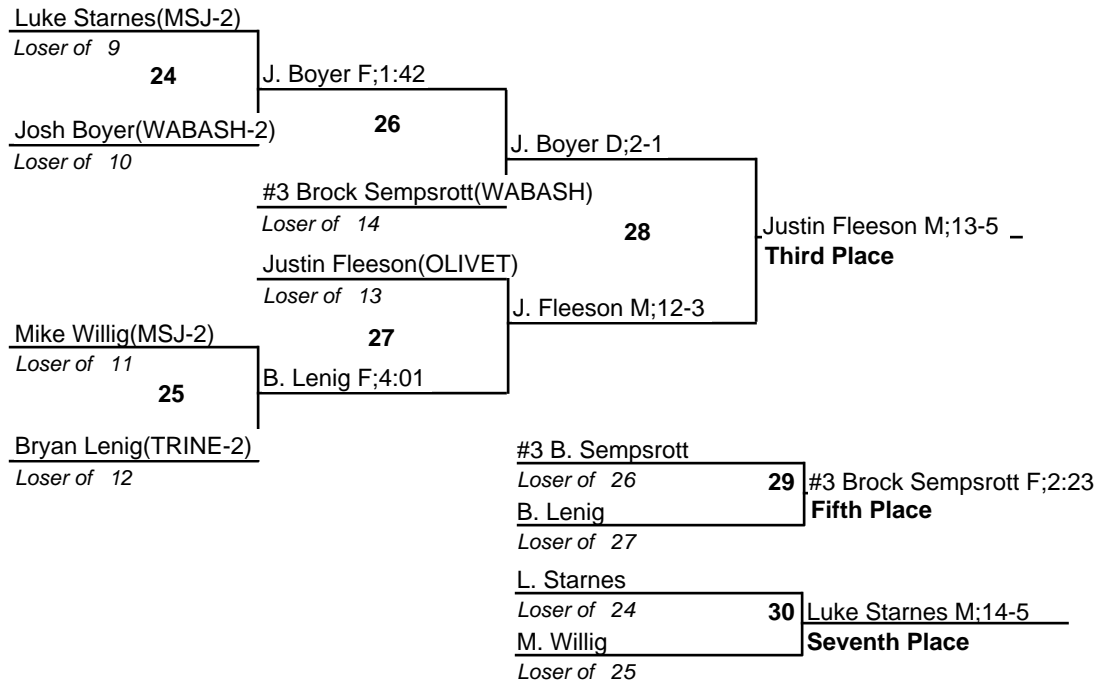 Luke Starnes(MSJ-2)
Loser of 9
24
J. Boyer F;1:42
Josh Boyer(WABASH-2)
Loser of 10
26
J. Boyer D;2-1
#3 Brock Sempsrott(WABASH)
Loser of 14
28
Justin Fleeson M;13-5
Third Place
Justin Fleeson(OLIVET)
Loser of 13
J. Fleeson M;12-3
Mike Willig(MSJ-2)
Loser of 11
27
25
B. Lenig F;4:01
Bryan Lenig(TRINE-2)
Loser of 12
#3 B. Sempsrott
Loser of 26
29
#3 Brock Sempsrott F;2:23
B. Lenig
Fifth Place
Loser of 27
L. Starnes
Loser of 24
30
Luke Starnes M;14-5
M. Willig
Seventh Place
Loser of 25